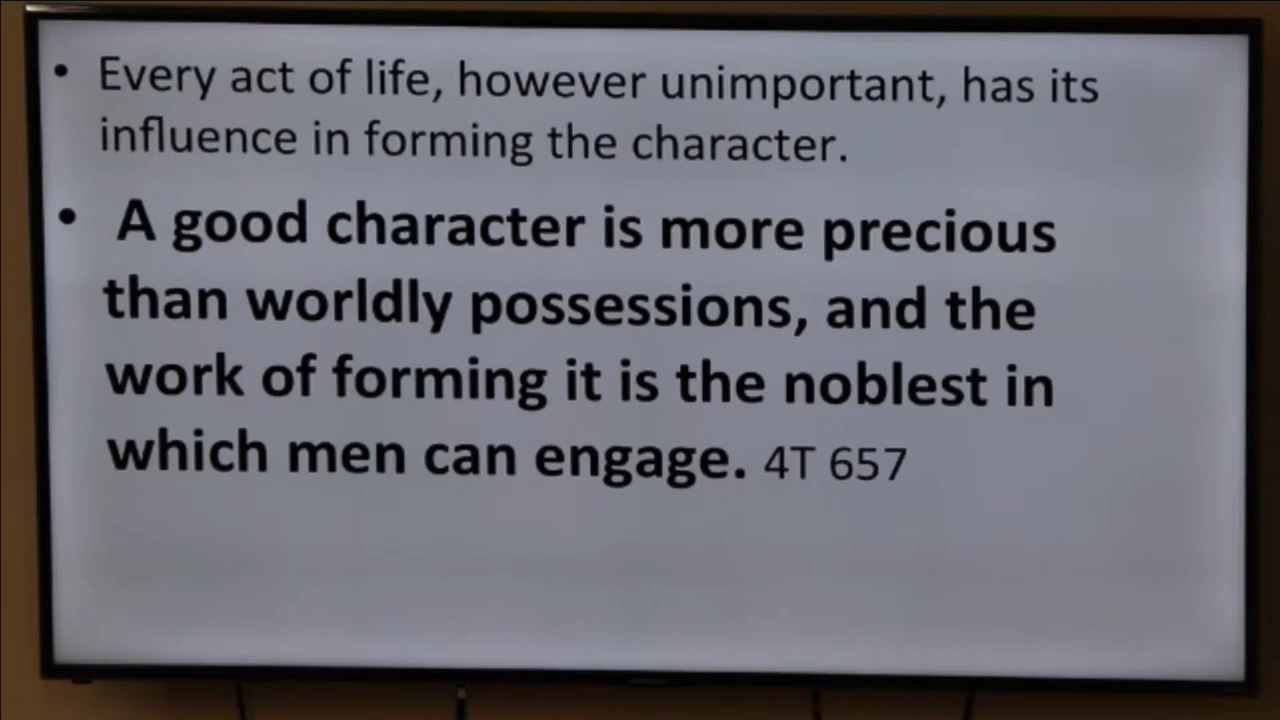 • Every act of life, however unimportant, has its
influence in forming the character.
• A good character is more precious
than worldly possessions, and the
work of forming it is the noblest in
which men can engage. 4T 657